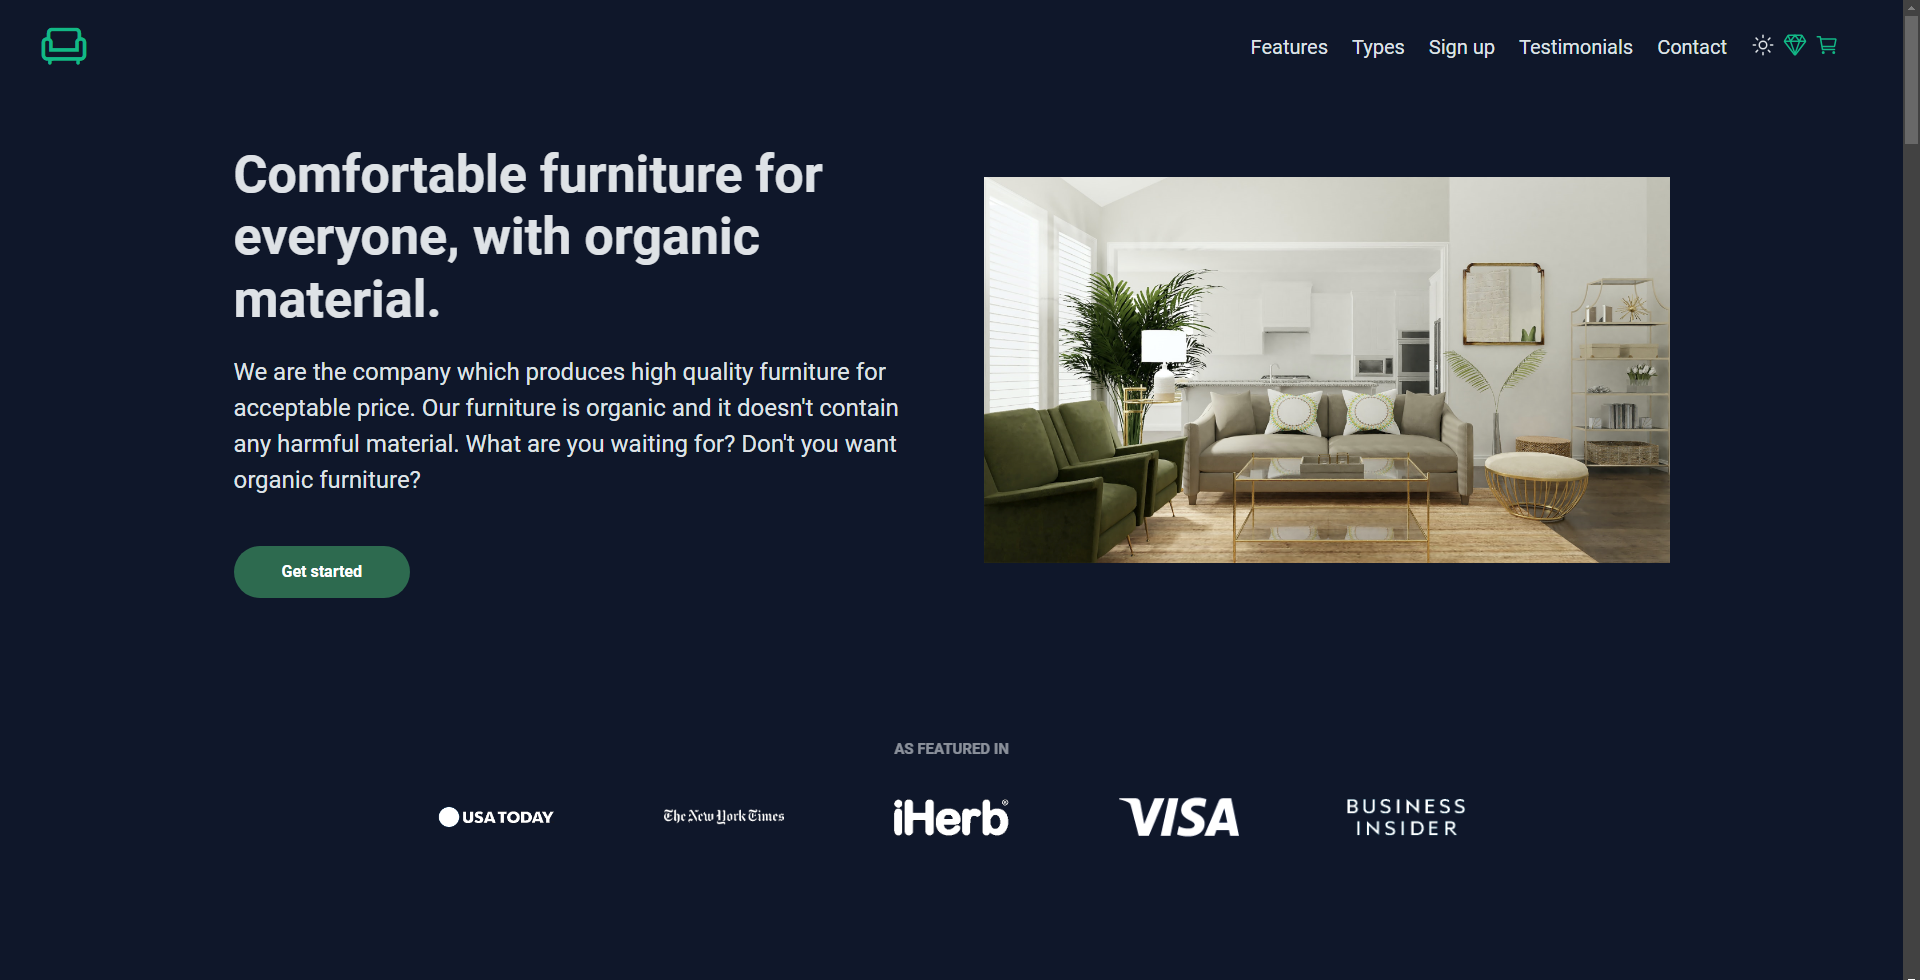 Features Types Sign up Testimonials Contact
Comfortable furniture for
everyone, with organic
material.
We are the company which produces high quality furniture for
acceptable price. Our furniture is organic and it doesn't contain
any harmful material. What are you waiting for? Don't you want
organic furniture?
Get started
AS FEATURED IN
USA TODAY
The New York Times
iHerb®
VISA
BUSINESS
INSIDER